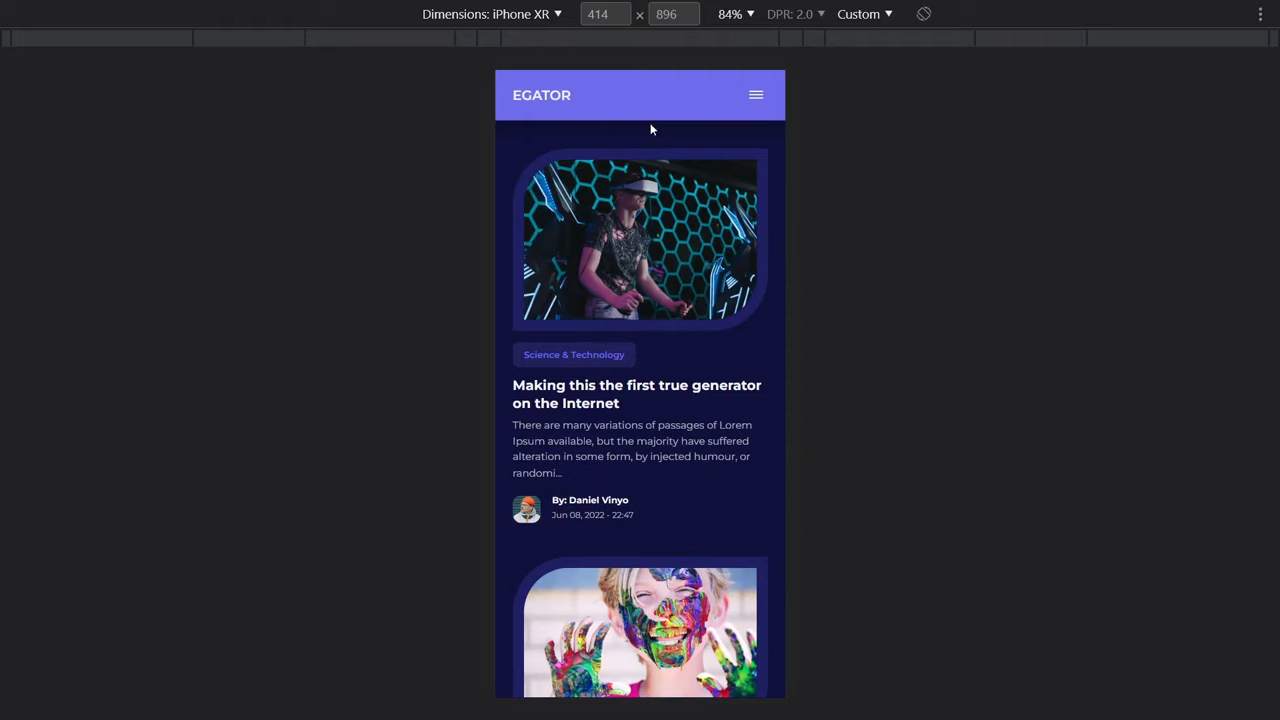 Dimensions: iPhone XR 414 × 896 84% DPR: 2.0 Custom
EGATOR
Science & Technology
Making this the first true generator
on the Internet
There are many variations of passages of Lorem
Ipsum available, but the majority have suffered
alteration in some form, by injected humour, or
randomi...
By: Daniel Vinyo
Jun 08, 2022 - 22:47